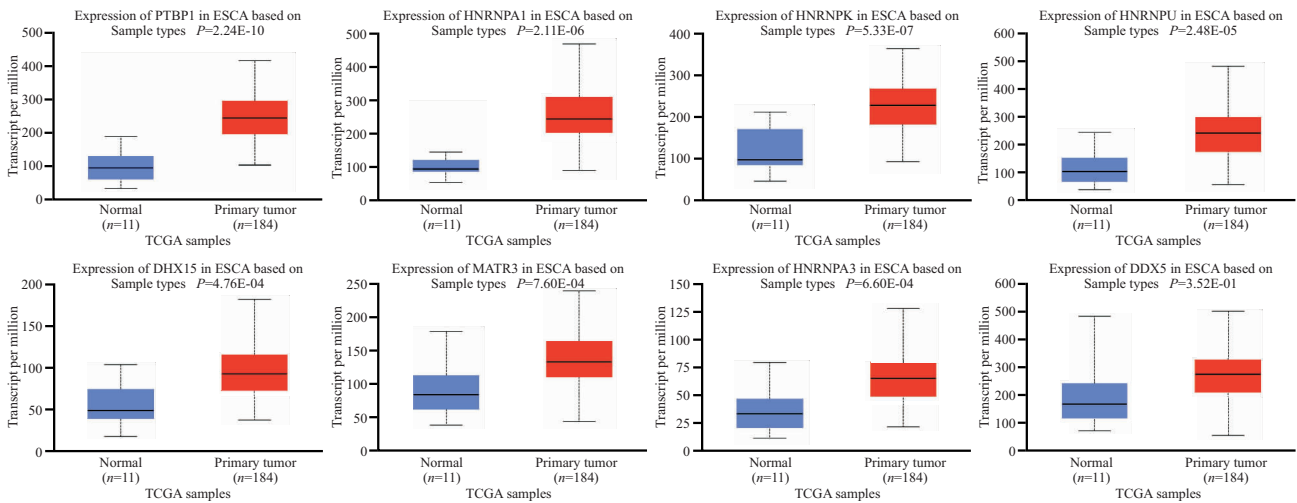 Expression of PTBP1 in ESCA based on
Sample types P=2.24E-10
Transcript per million
500
400
300
200
100
0
Normal
(n=11)
Primary tumor
(n=184)
TCGA samples
Expression of HNRNPA1 in ESCA based on
Sample types P=2.11E-06
Transcript per million
500
400
300
200
100
0
Normal
(n=11)
Primary tumor
(n=184)
TCGA samples
Expression of HNRNPK in ESCA based on
Sample types P=5.33E-07
Transcript per million
400
300
200
100
0
Normal
(n=11)
Primary tumor
(n=184)
TCGA samples
Expression of HNRNPU in ESCA based on
Sample types P=2.48E-05
Transcript per million
600
500
400
300
200
100
0
Normal
(n=11)
Primary tumor
(n=184)
TCGA samples
Expression of DHX15 in ESCA based on
Sample types P=4.76E-04
Transcript per million
200
150
100
50
0
Normal
(n=11)
Primary tumor
(n=184)
TCGA samples
Expression of MATR3 in ESCA based on
Sample types P=7.60E-04
Transcript per million
250
200
150
100
50
0
Normal
(n=11)
Primary tumor
(n=184)
TCGA samples
Expression of HNRNPA3 in ESCA based on
Sample types P=6.60E-04
Transcript per million
150
125
100
75
50
25
0
Normal
(n=11)
Primary tumor
(n=184)
TCGA samples
Expression of DDX5 in ESCA based on
Sample types P=3.52E-01
Transcript per million
600
500
400
300
200
100
0
Normal
(n=11)
Primary tumor
(n=184)
TCGA samples